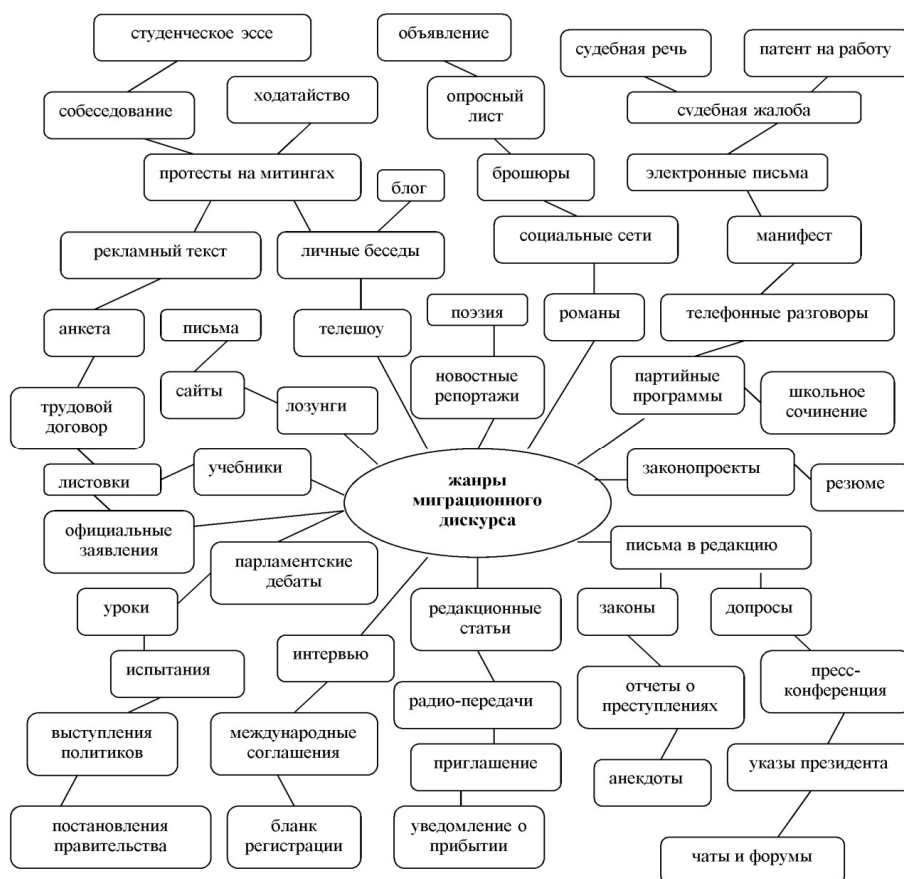 студенческое эссе
объявление
судебная речь
патент на работу
собеседование
ходатайство
опросный
лист
судебная жалоба
протесты на митингах
блог
брошюры
электронные письма
рекламный текст
личные беседы
социальные сети
манифест
анкета
письма
телешоу
поэзия
романы
телефонные разговоры
трудовой
договор
сайты
лозунги
новостные
репортажи
партийные
программы
школьное
сочинение
листовки
учебники
жанры
миграционного
дискурса
законопроекты
резюме
официальные
заявления
парламентские
дебаты
письма в редакцию
уроки
интервью
редакционные
статьи
законы
допросы
испытания
радио-передачи
отчеты о
преступлениях
пресс-
конференция
выступления
политиков
международные
соглашения
приглашение
анекдоты
указы президента
постановления
правительства
бланк
регистрации
уведомление о
прибытии
чаты и форумы